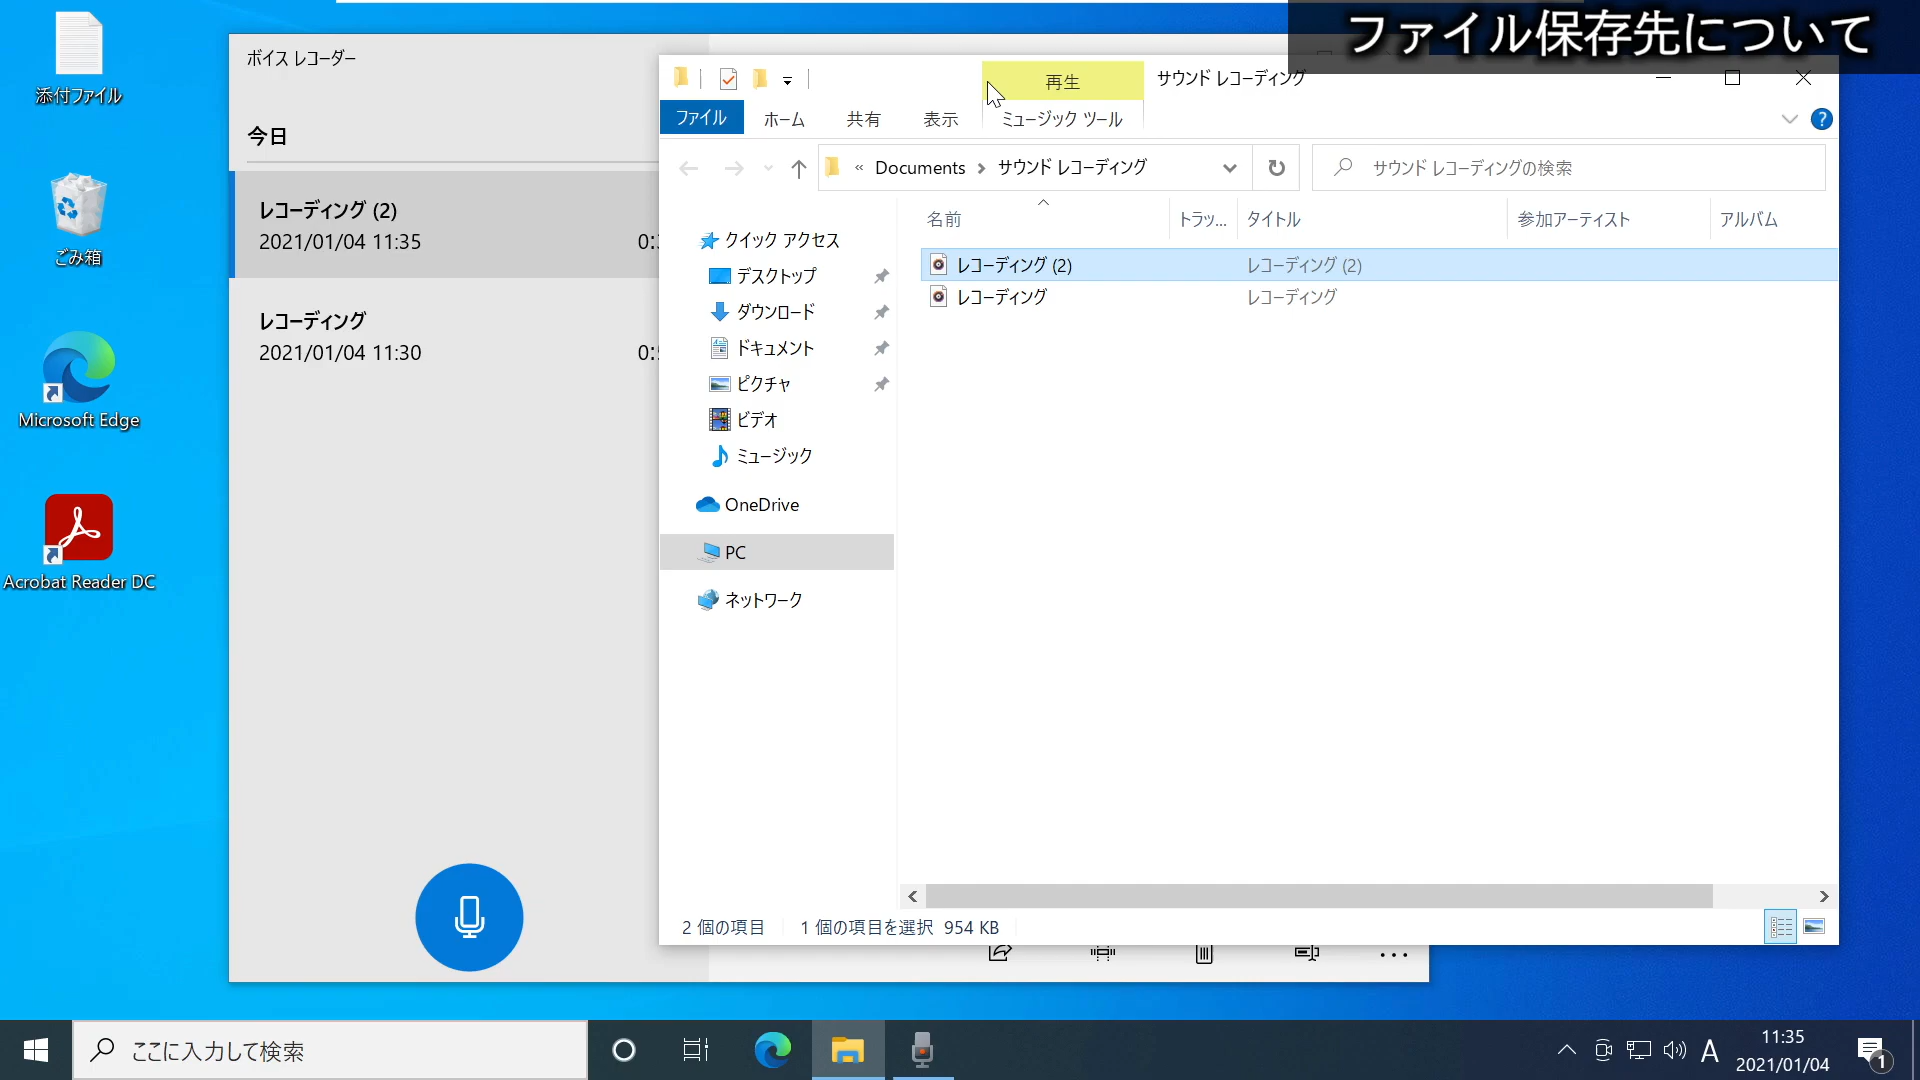 ファイル保存先について
添付ファイル
ごみ箱
Microsoft Edge
Acrobat Reader DC
ボイス レコーダー
今日
レコーディング (2)
2021/01/04 11:35
0:
レコーディング
2021/01/04 11:30
0:
再生
サウンド レコーディング
ファイル
ホーム
共有
表示
ミュージック ツール
?
« Documents › サウンド レコーディング
サウンド レコーディングの検索
クイック アクセス
デスクトップ
ダウンロード
ドキュメント
ピクチャ
ビデオ
ミュージック
OneDrive
PC
ネットワーク
名前
トラッ...
タイトル
参加アーティスト
アルバム
レコーディング (2)
レコーディング (2)
レコーディング
レコーディング
2 個の項目
1 個の項目を選択 954 KB
ここに入力して検索
A
11:35
2021/01/04
1